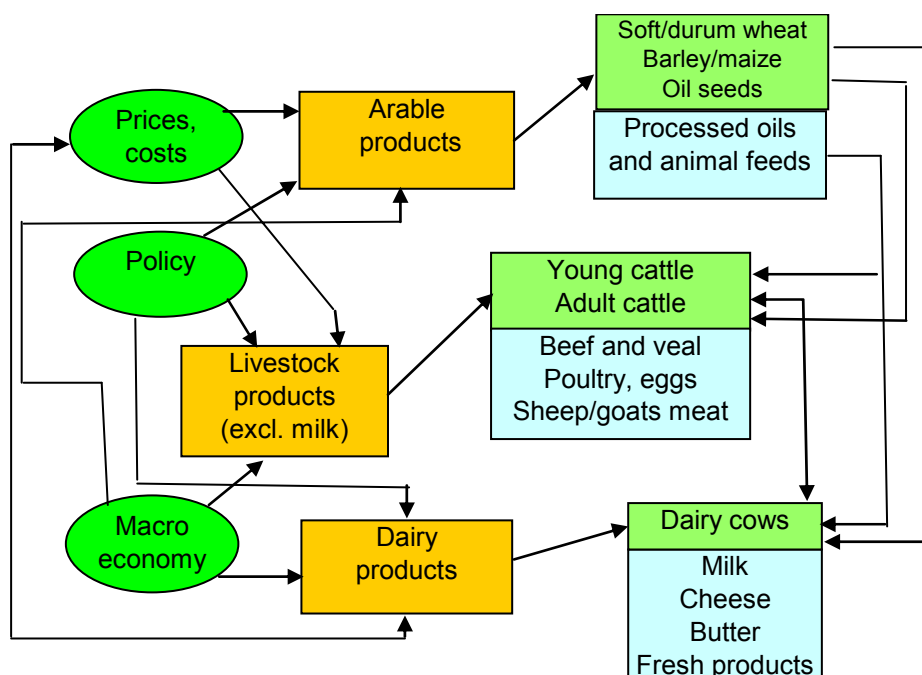 Prices,
costs
Policy
Macro
economy
Arable
products
Livestock
products
(excl. milk)
Dairy
products
Soft/durum wheat
Barley/maize
Oil seeds
Processed oils
and animal feeds
Young cattle
Adult cattle
Beef and veal
Poultry, eggs
Sheep/goats meat
Dairy cows
Milk
Cheese
Butter
Fresh products